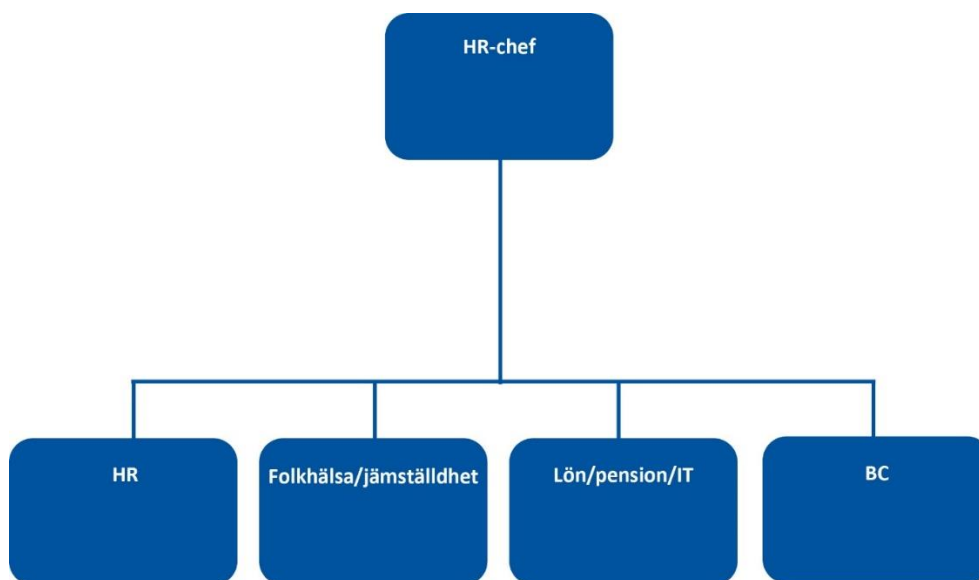 HR-chef
HR
Folkhälsa/jämställdhet
Lön/pension/IT
BC